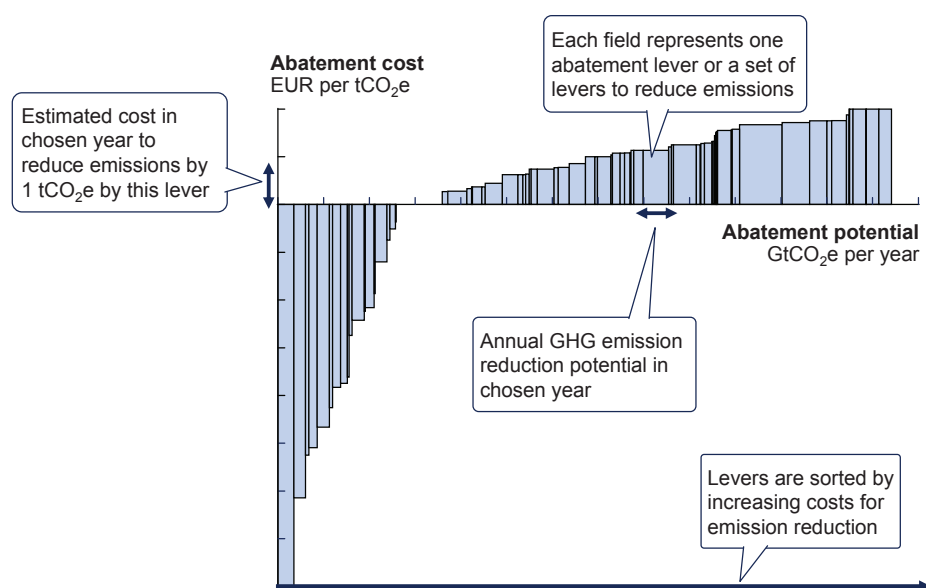 Abatement cost
EUR per tCO₂e
Each field represents one
abatement lever or a set of
levers to reduce emissions
Estimated cost in
chosen year to
reduce emissions by
1 tCO₂e by this lever
Abatement potential
GtCO₂e per year
Annual GHG emission
reduction potential in
chosen year
Levers are sorted by
increasing costs for
emission reduction